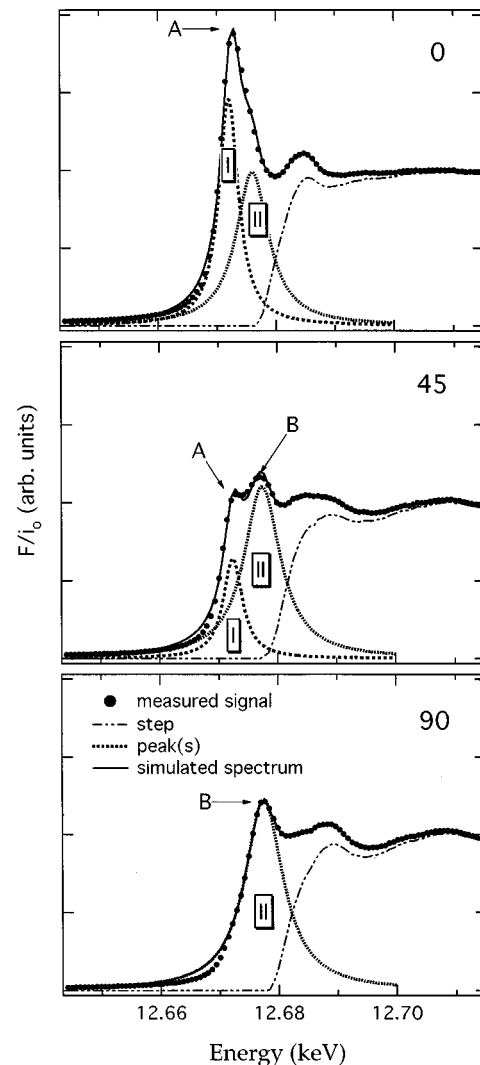 A
0
I
II
45
B
A
II
I
F/iₒ (arb. units)
measured signal
step
peak(s)
simulated spectrum
90
B
II
12.66 12.68 12.70
Energy (keV)